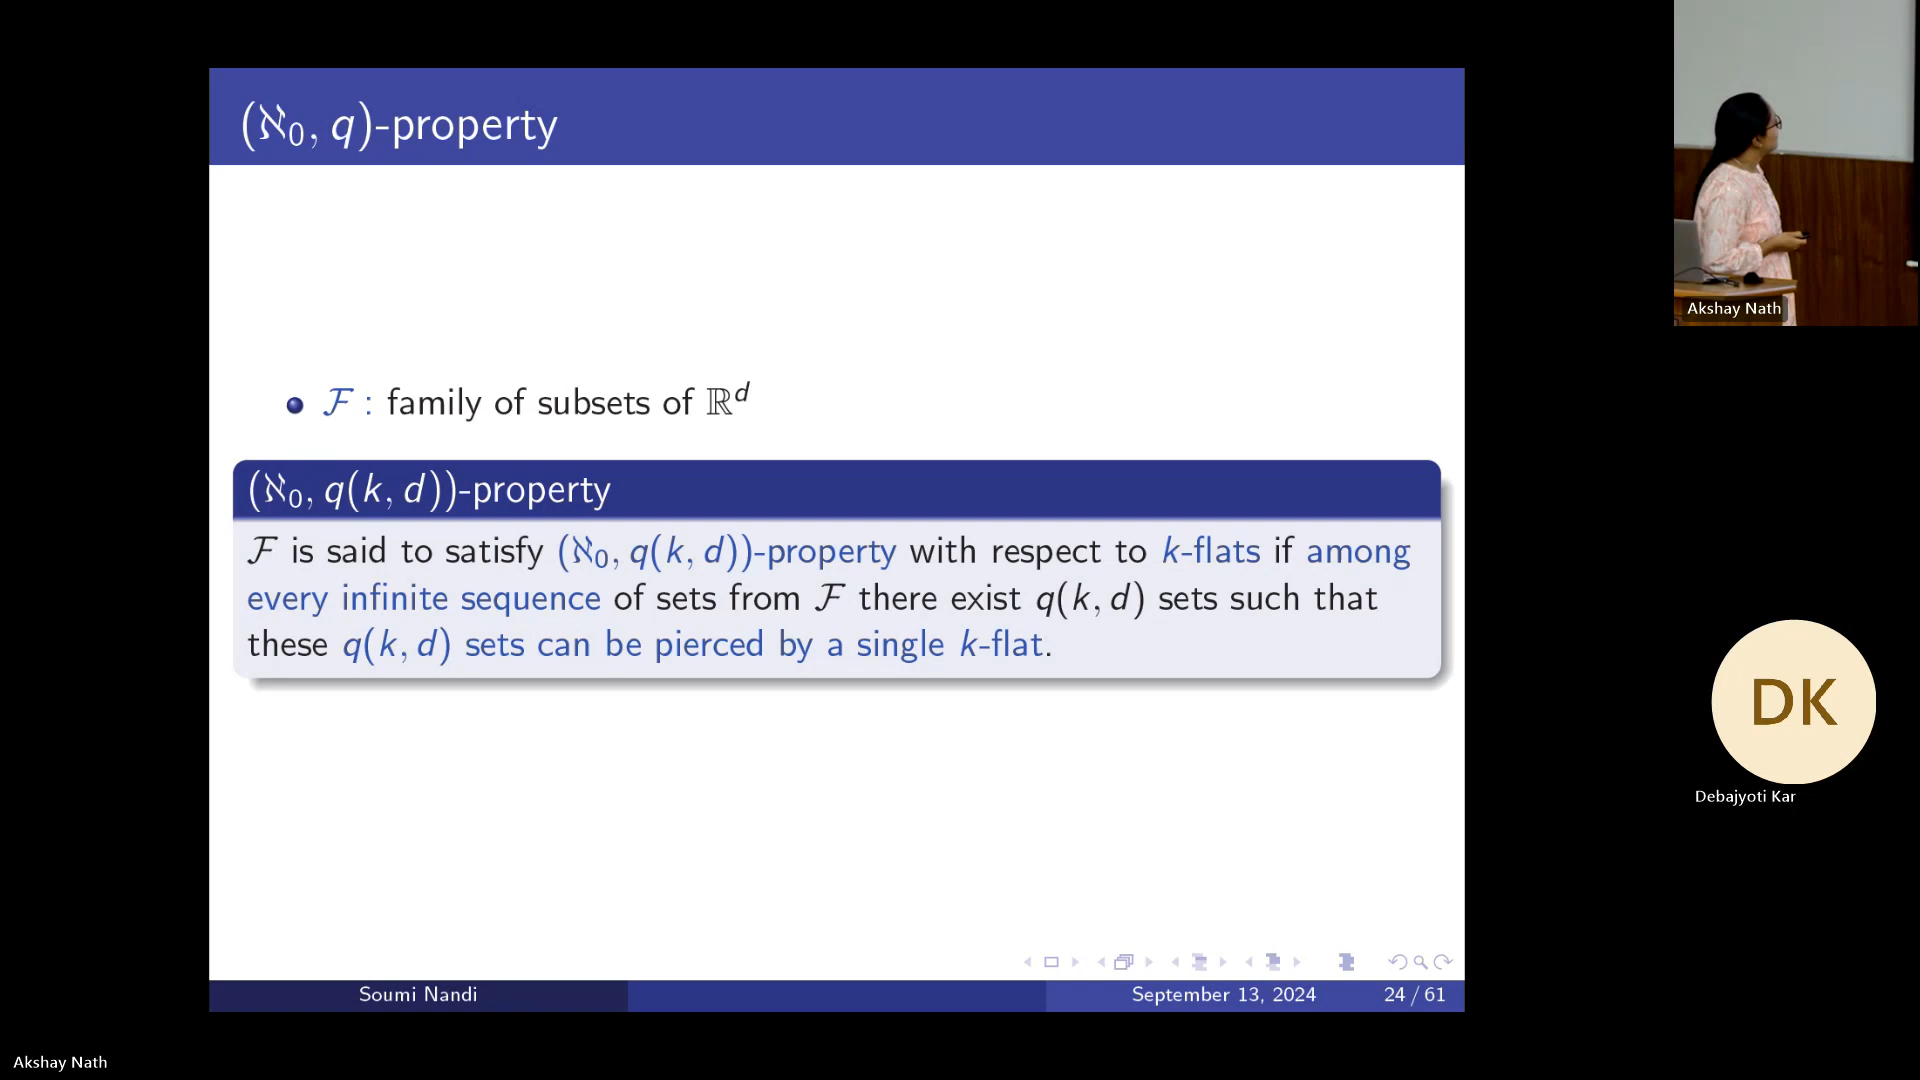 (ℵ₀, q)-property
ℱ : family of subsets of ℝᵈ
(ℵ₀, q(k, d))-property
ℱ is said to satisfy (ℵ₀, q(k, d))-property with respect to k-flats if among
every infinite sequence of sets from ℱ there exist q(k, d) sets such that
these q(k, d) sets can be pierced by a single k-flat.
Soumi Nandi
September 13, 2024
24 / 61
Akshay Nath
DK
Debajyoti Kar
Akshay Nath